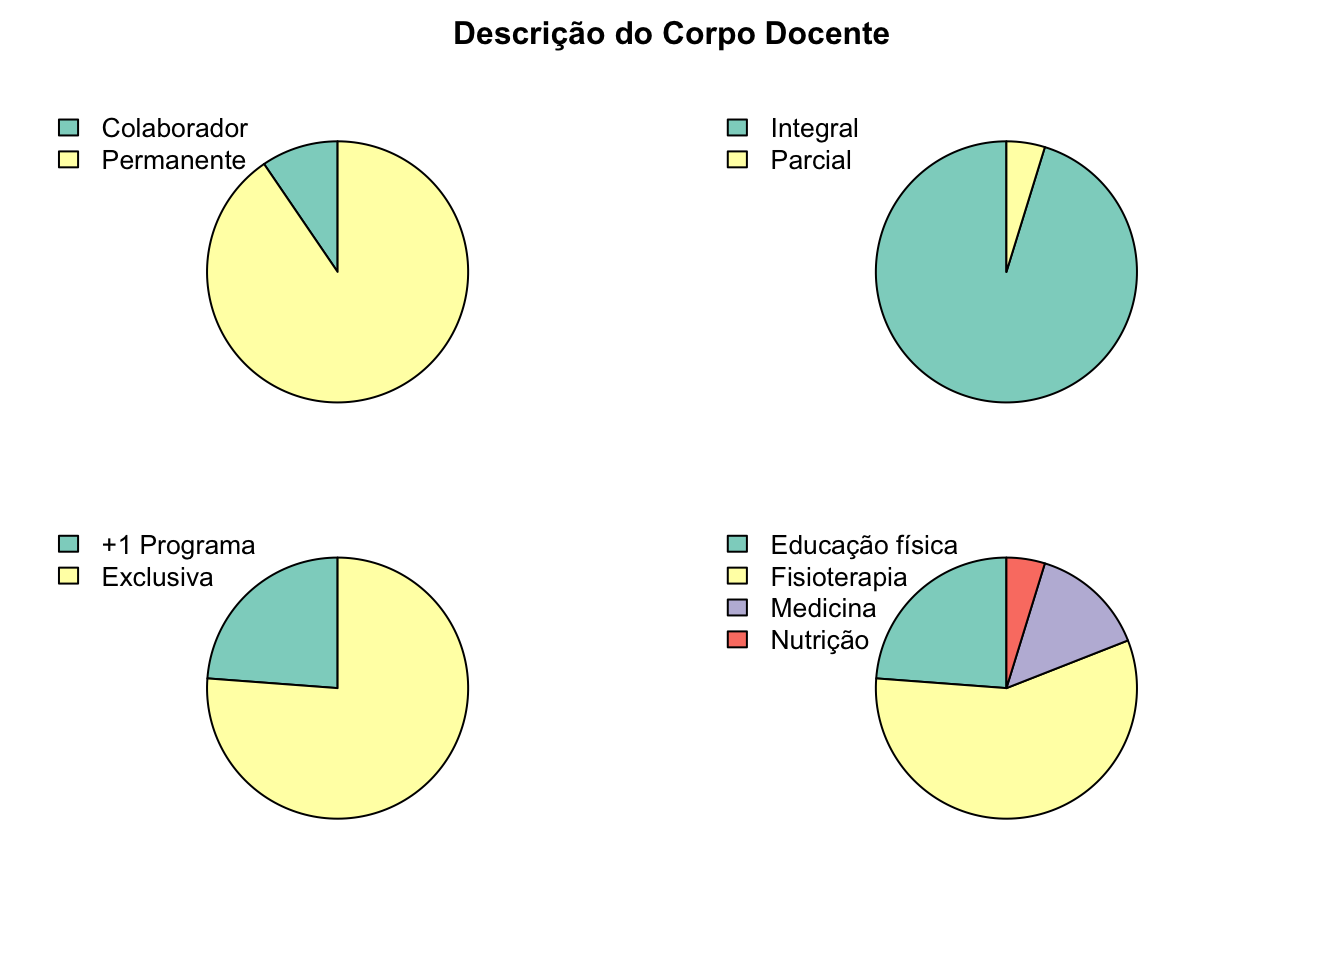 Descrição do Corpo Docente
Colaborador
Permanente
Integral
Parcial
+1 Programa
Exclusiva
Educação física
Fisioterapia
Medicina
Nutrição